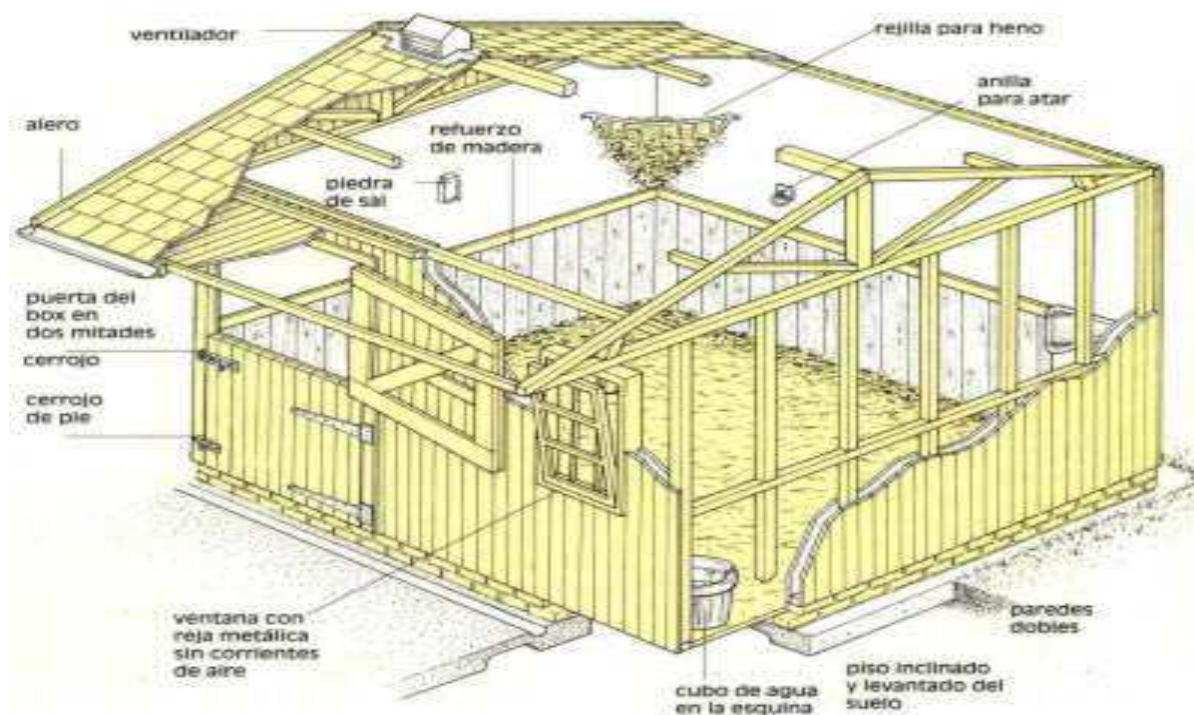 ventilador
rejilla para heno
anilla
para atar
alero
refuerzo
de madera
piedra
de sal
puerta del
box en
dos mitades
cerrojo
cerrojo
de pie
ventana con
reja metálica
sin corrientes
de aire
cubo de agua
en la esquina
piso inclinado
y levantado del
suelo
paredes
dobles